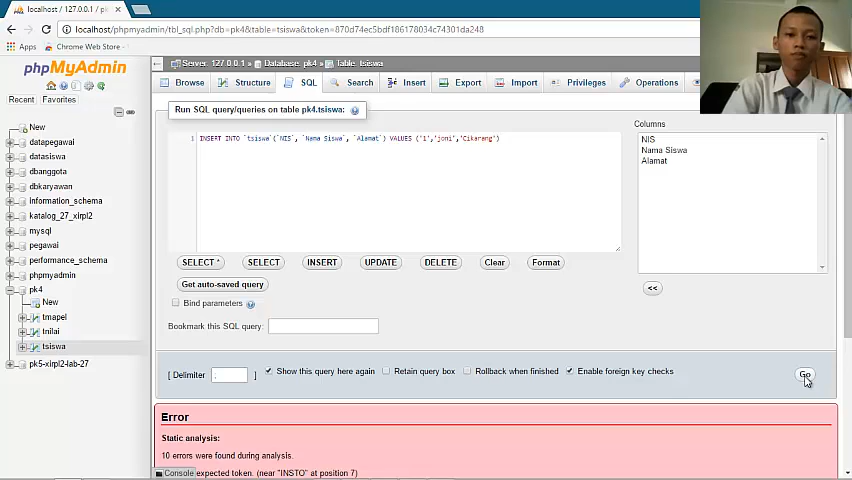 localhost / 127.0.0.1 / pk
localhost/phpmyadmin/tbl_sql.php?db=pk4&table=tsiswa&token=870d74ec5bdf186178034c74301da248
Apps
Chrome Web Store
phpMyAdmin
Recent Favorites
New
datapegawai
datasiswa
dbanggota
dbkaryawan
information_schema
katalog_27_xirpl2
mysql
pegawai
performance_schema
phpmyadmin
pk4
New
tmapel
tnilai
tsiswa
pk5-xirpl2-lab-27
Server: 127.0.0.1 » Database: pk4 » Table: tsiswa
Browse Structure SQL Search Insert Export Import Privileges Operations
Run SQL query/queries on table pk4.tsiswa:
1 INSERT INTO `tsiswa`(`NIS`, `Nama Siswa`, `Alamat`) VALUES ('1','joni','Cikarang')
Columns
NIS
Nama Siswa
Alamat
SELECT * SELECT INSERT UPDATE DELETE Clear Format
<<
Get auto-saved query
Bind parameters
Bookmark this SQL query:
[ Delimiter ; ] Show this query here again Retain query box Rollback when finished Enable foreign key checks Go
Error
Static analysis:
10 errors were found during analysis.
Console expected token. (near "INSTO" at position 7)